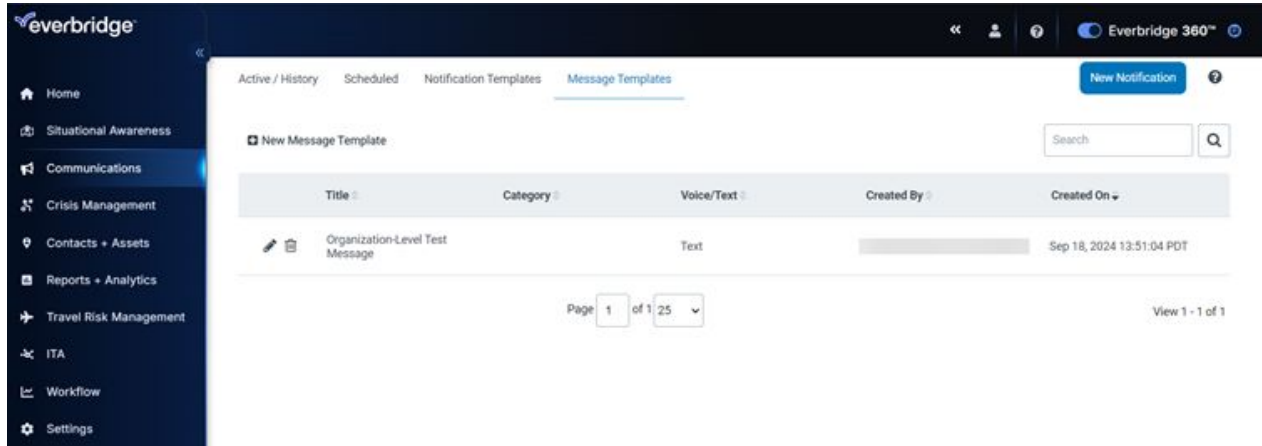 everbridge
Everbridge 360™
Home
Situational Awareness
Communications
Crisis Management
Contacts + Assets
Reports + Analytics
Travel Risk Management
ITA
Workflow
Settings
Active / History Scheduled Notification Templates Message Templates New Notification
New Message Template
Search
Title Category Voice/Text Created By Created On
Organization-Level Test
Message
Text Sep 18, 2024 13:51:04 PDT
Page 1 of 1 25
View 1 - 1 of 1